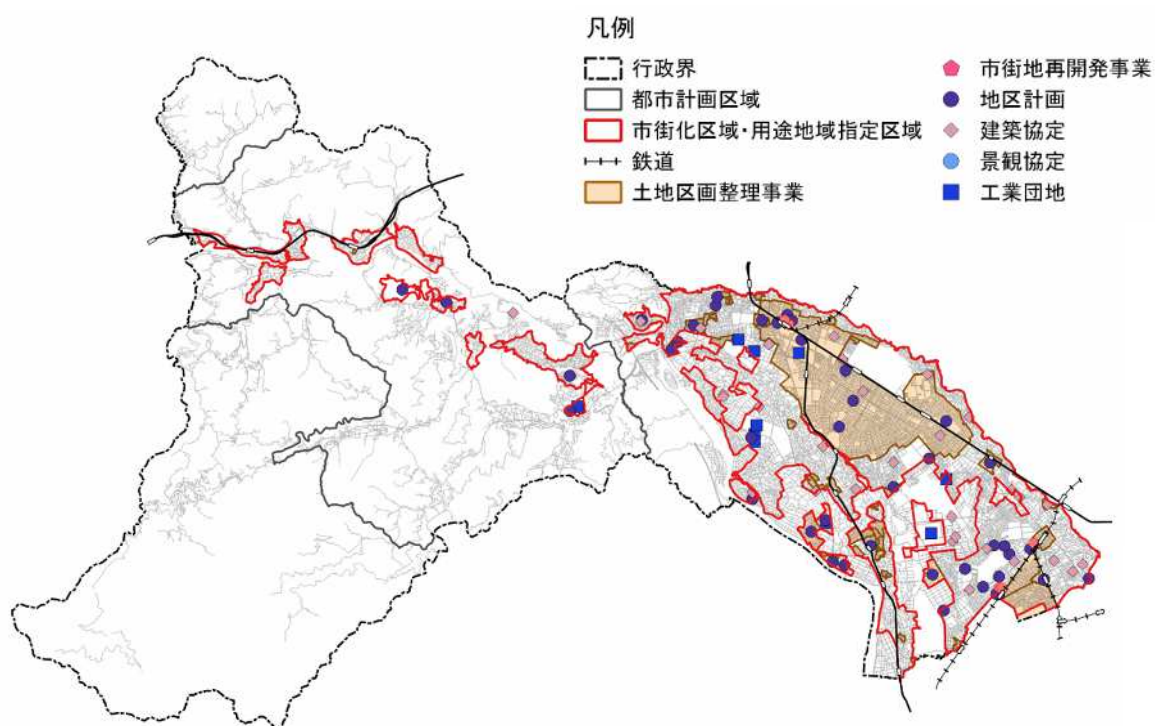 凡例
行政界
都市計画区域
市街化区域・用途地域指定区域
鉄道
土地区画整理事業
市街地再開発事業
地区計画
建築協定
景観協定
工業団地